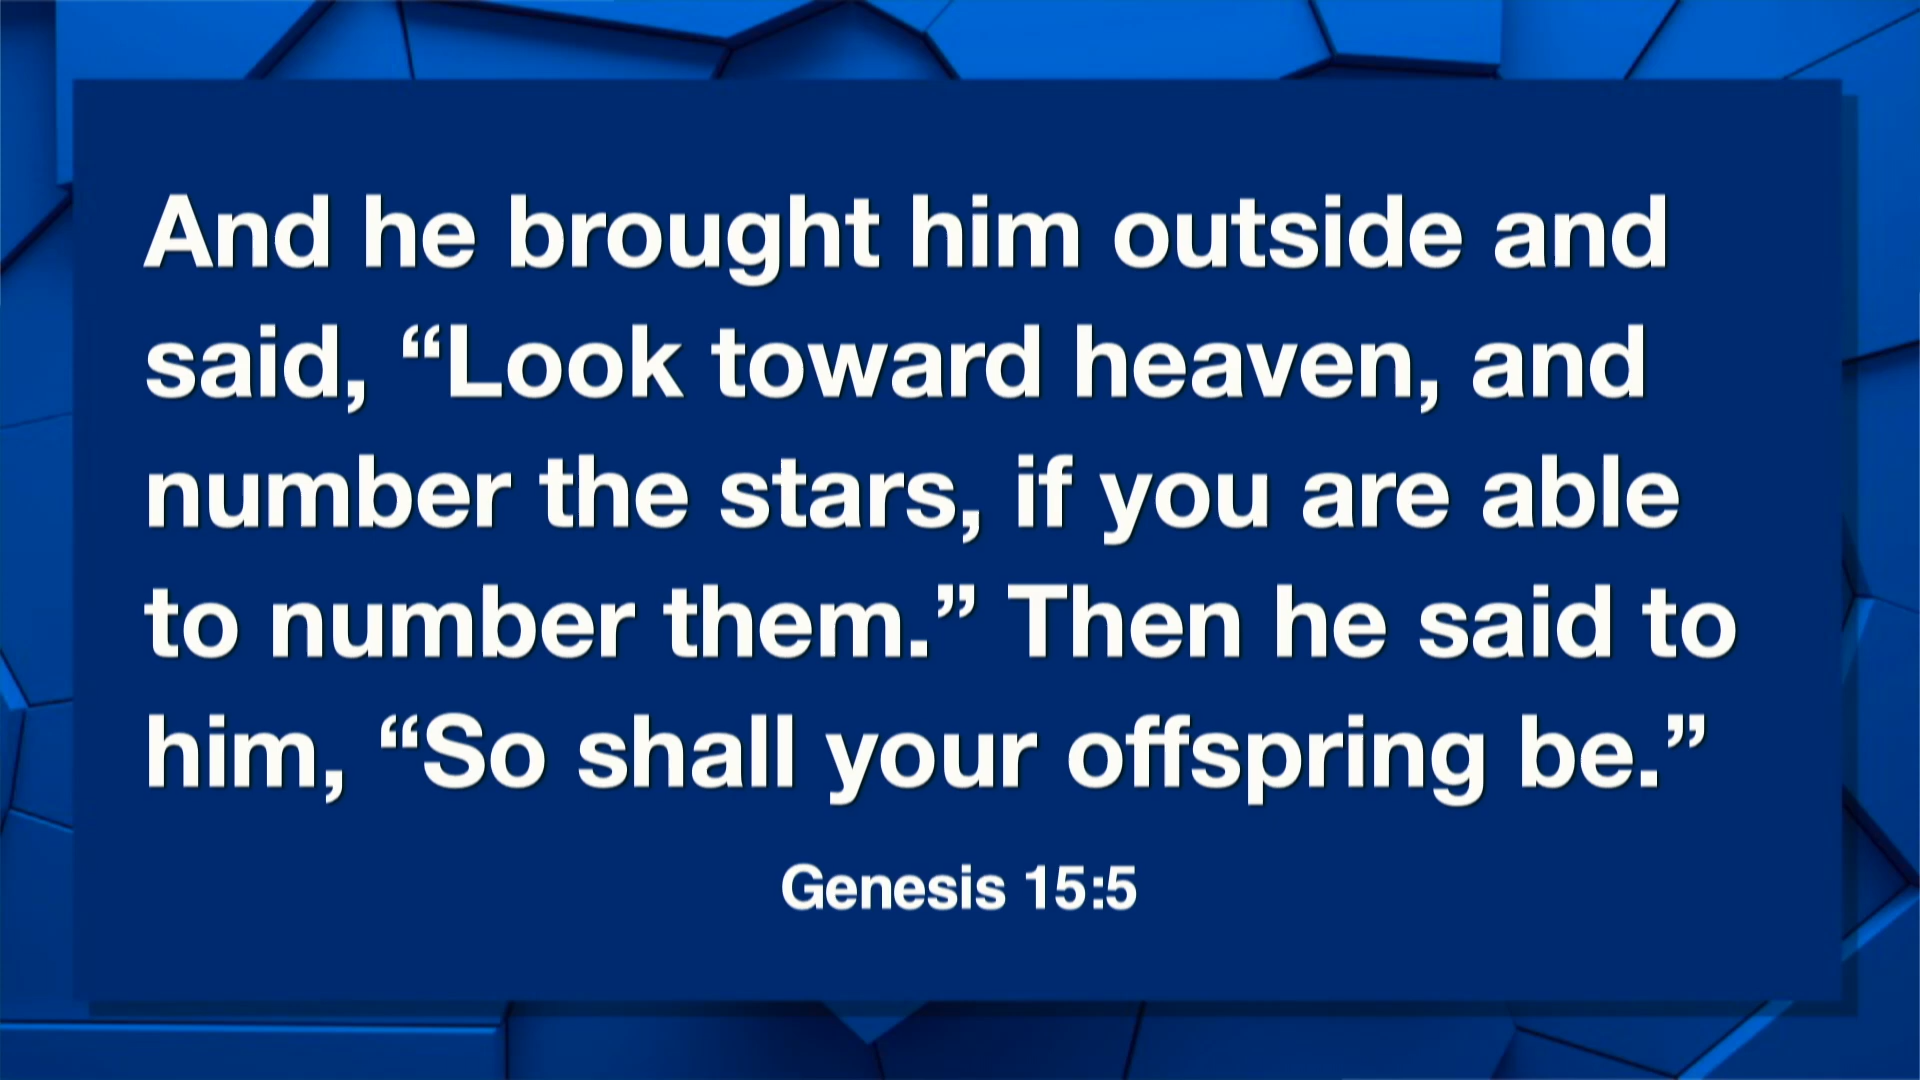 And he brought him outside and
said, “Look toward heaven, and
number the stars, if you are able
to number them.” Then he said to
him, “So shall your offspring be.”
Genesis 15:5